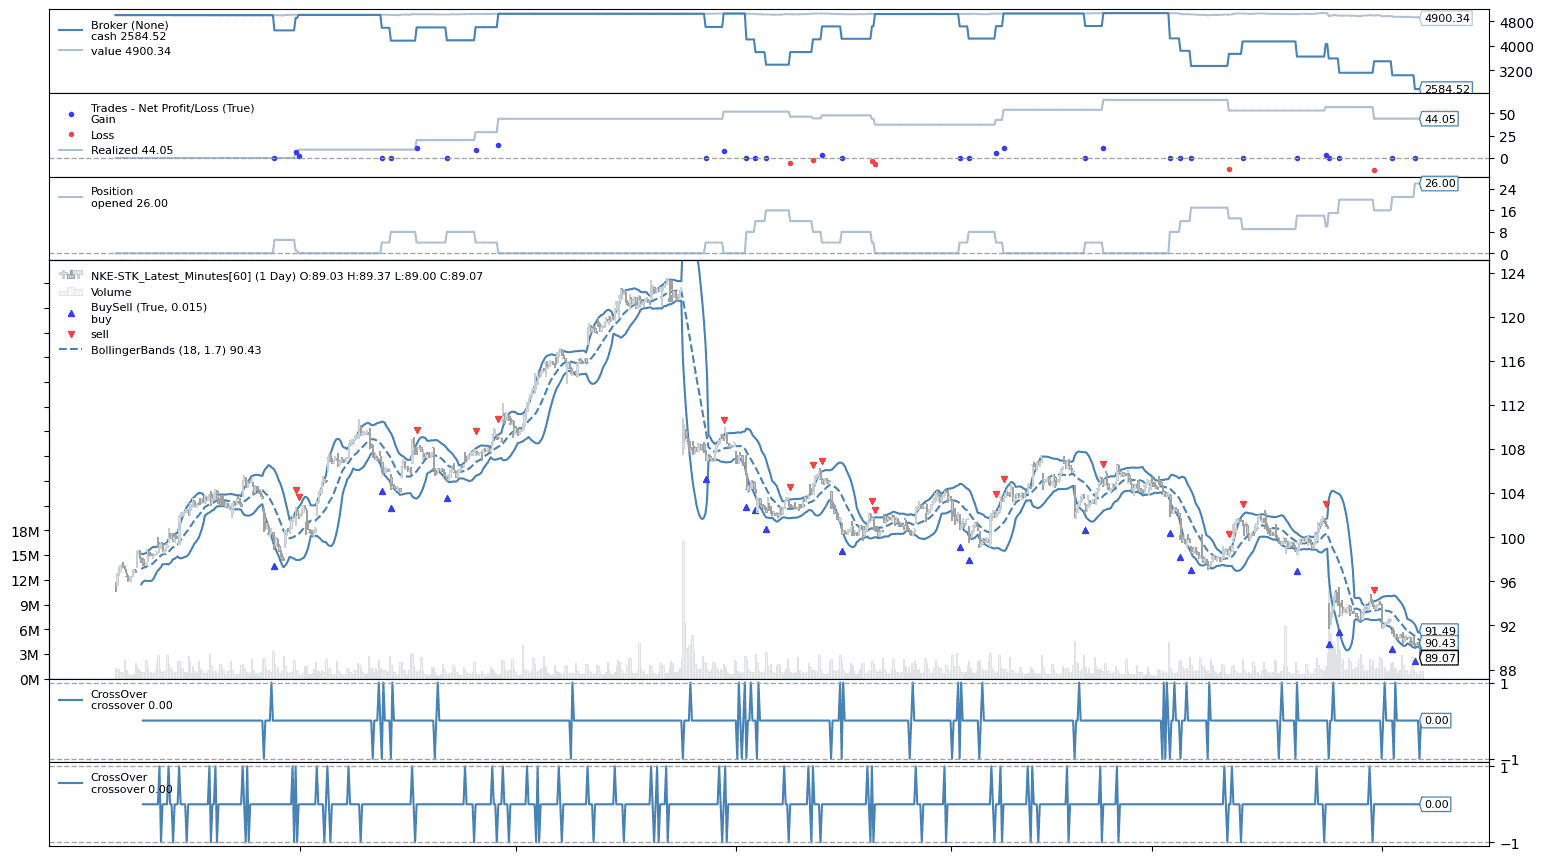 Broker (None)
cash 2584.52
value 4900.34
4900.34
4800
4000
3200
2584.52
Trades - Net Profit/Loss (True)
Gain
Loss
Realized 44.05
50
44.05
25
0
Position
opened 26.00
26.00
24
16
8
0
NKE-STK_Latest_Minutes[60] (1 Day) O:89.03 H:89.37 L:89.00 C:89.07
Volume
BuySell (True, 0.015)
buy
sell
BollingerBands (18, 1.7) 90.43
124
120
116
112
108
104
100
96
92
88
18M
15M
12M
9M
6M
3M
0M
91.49
90.43
89.07
CrossOver
crossover 0.00
1
0.00
−1
CrossOver
crossover 0.00
1
0.00
−1